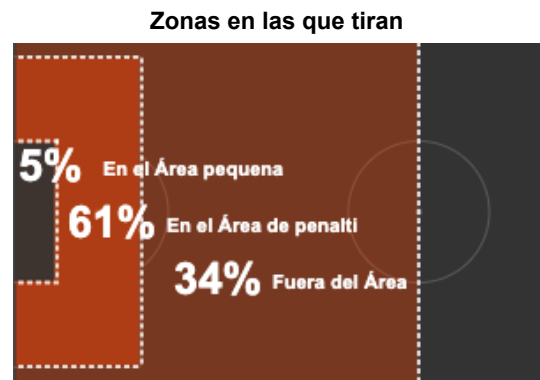 Zonas en las que tiran
5% En el Área pequena
61% En el Área de penalti
34% Fuera del Área